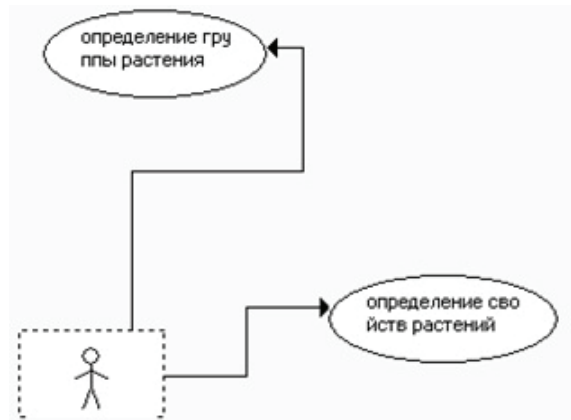 определение гру
ппы растения
определение сво
йств растений